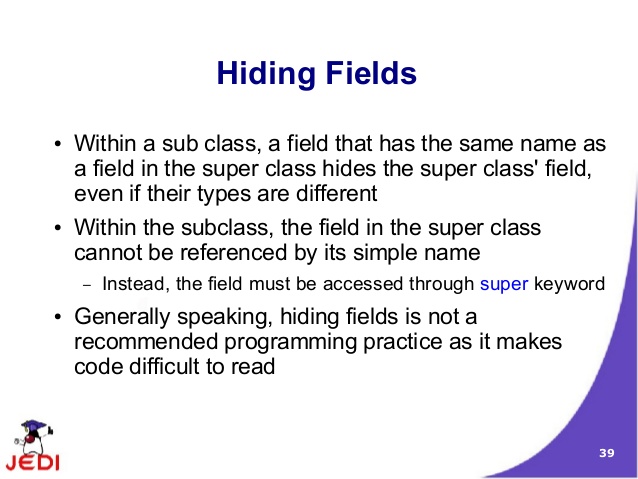 Hiding Fields
• Within a sub class, a field that has the same name as
a field in the super class hides the super class' field,
even if their types are different
• Within the subclass, the field in the super class
cannot be referenced by its simple name
– Instead, the field must be accessed through super keyword
• Generally speaking, hiding fields is not a
recommended programming practice as it makes
code difficult to read
JEDI
39